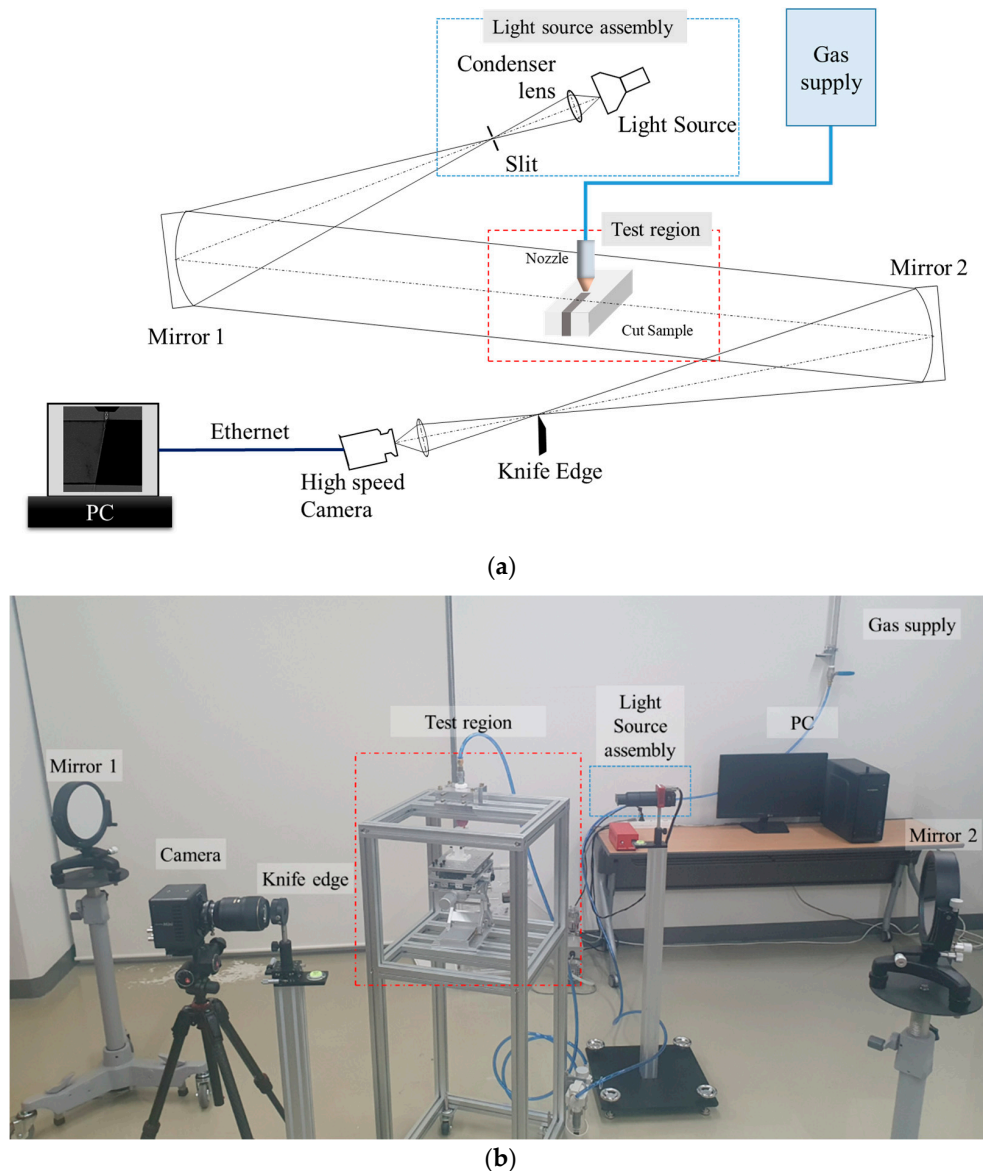 Light source assembly
Condenser
lens
Light Source
Slit
Gas
supply
Test region
Nozzle
Cut Sample
Mirror 2
Mirror 1
Ethernet
High speed
Camera
Knife Edge
PC
(a)
Gas supply
Light
Source
assembly
PC
Test region
Mirror 1
Mirror 2
Camera
Knife edge
(b)